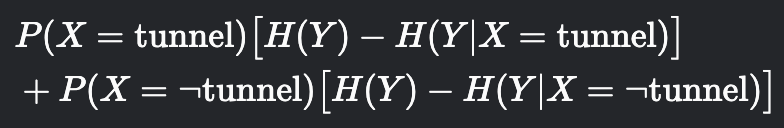 P(X = tunnel)[H(Y) − H(Y|X = tunnel)]
+ P(X = ¬tunnel)[H(Y) − H(Y|X = ¬tunnel)]